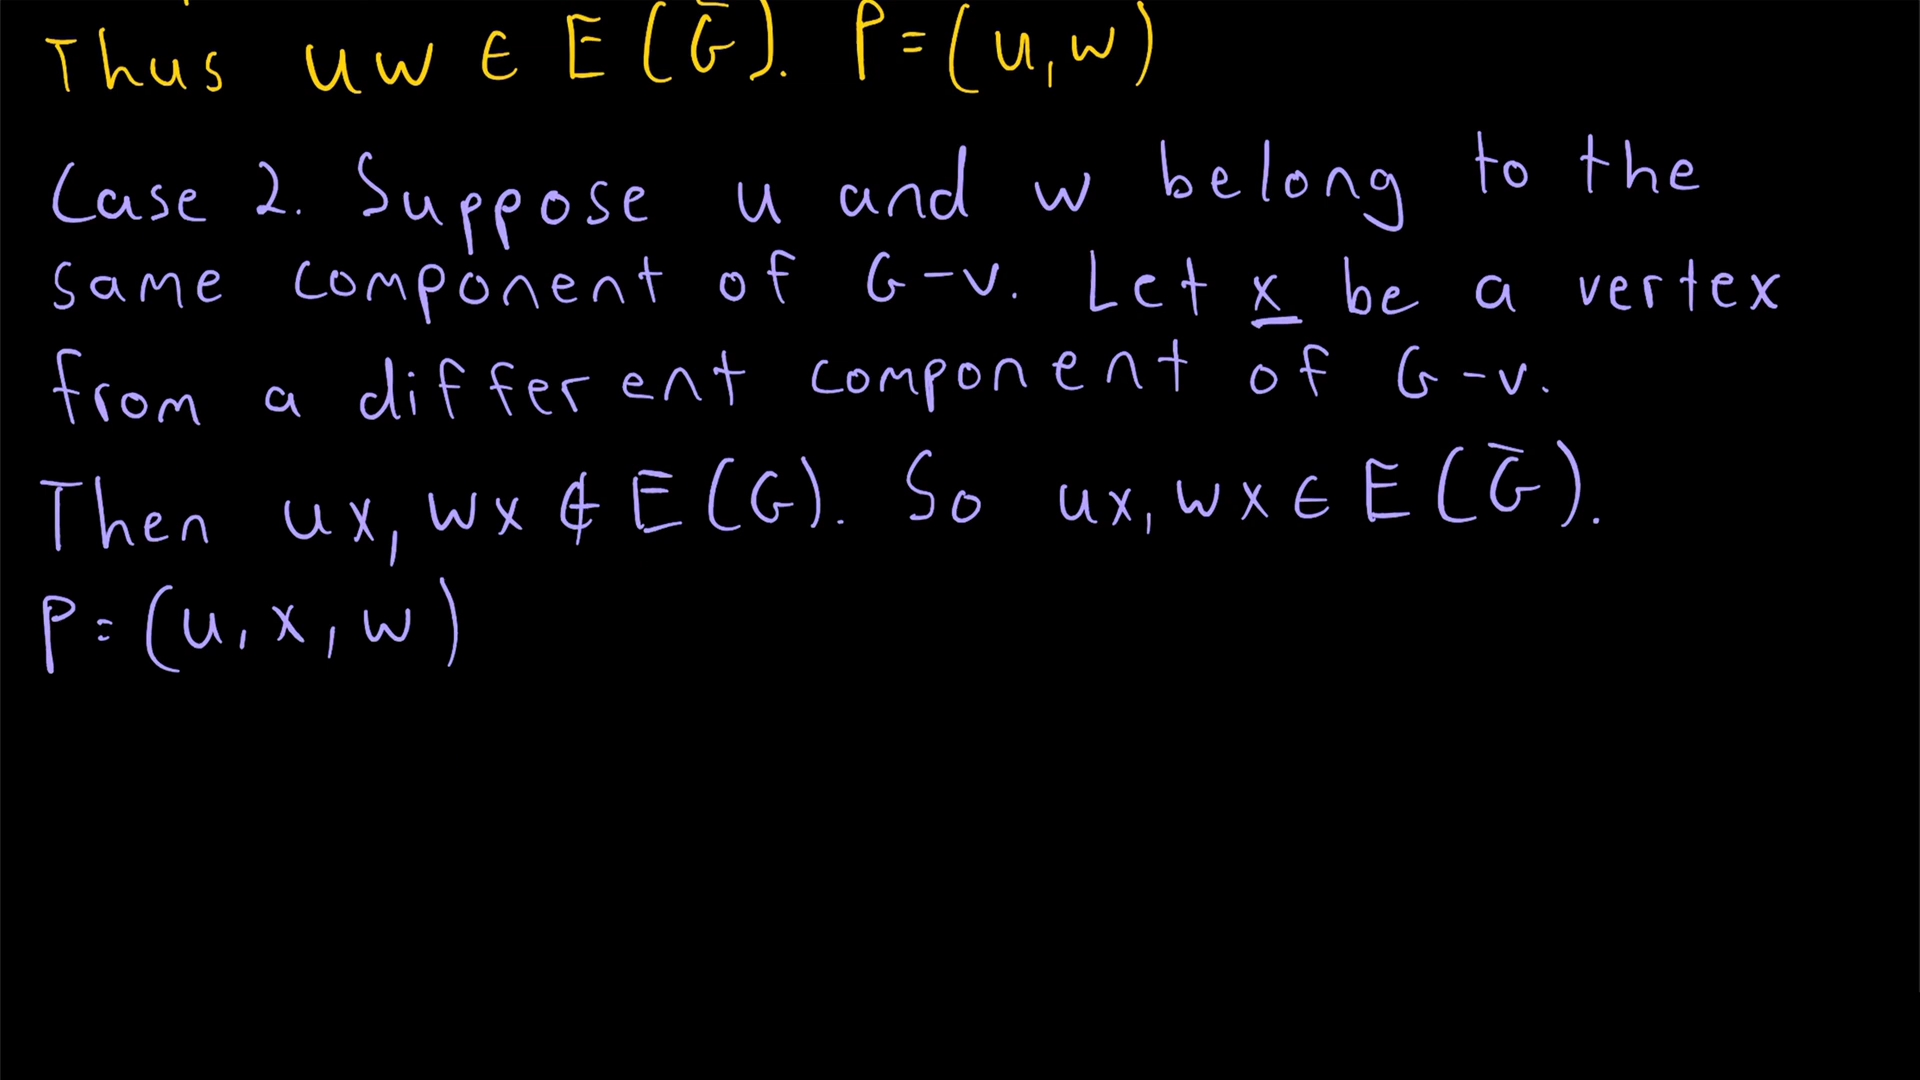 Thus uw ∈ E(Ḡ). P=(u,w)
Case 2. Suppose u and w belong to the
same component of G-v. Let x be a vertex
from a different component of G-v.
Then ux, wx ∉ E(G). So ux, wx ∈ E(Ḡ).
P=(u,x,w)